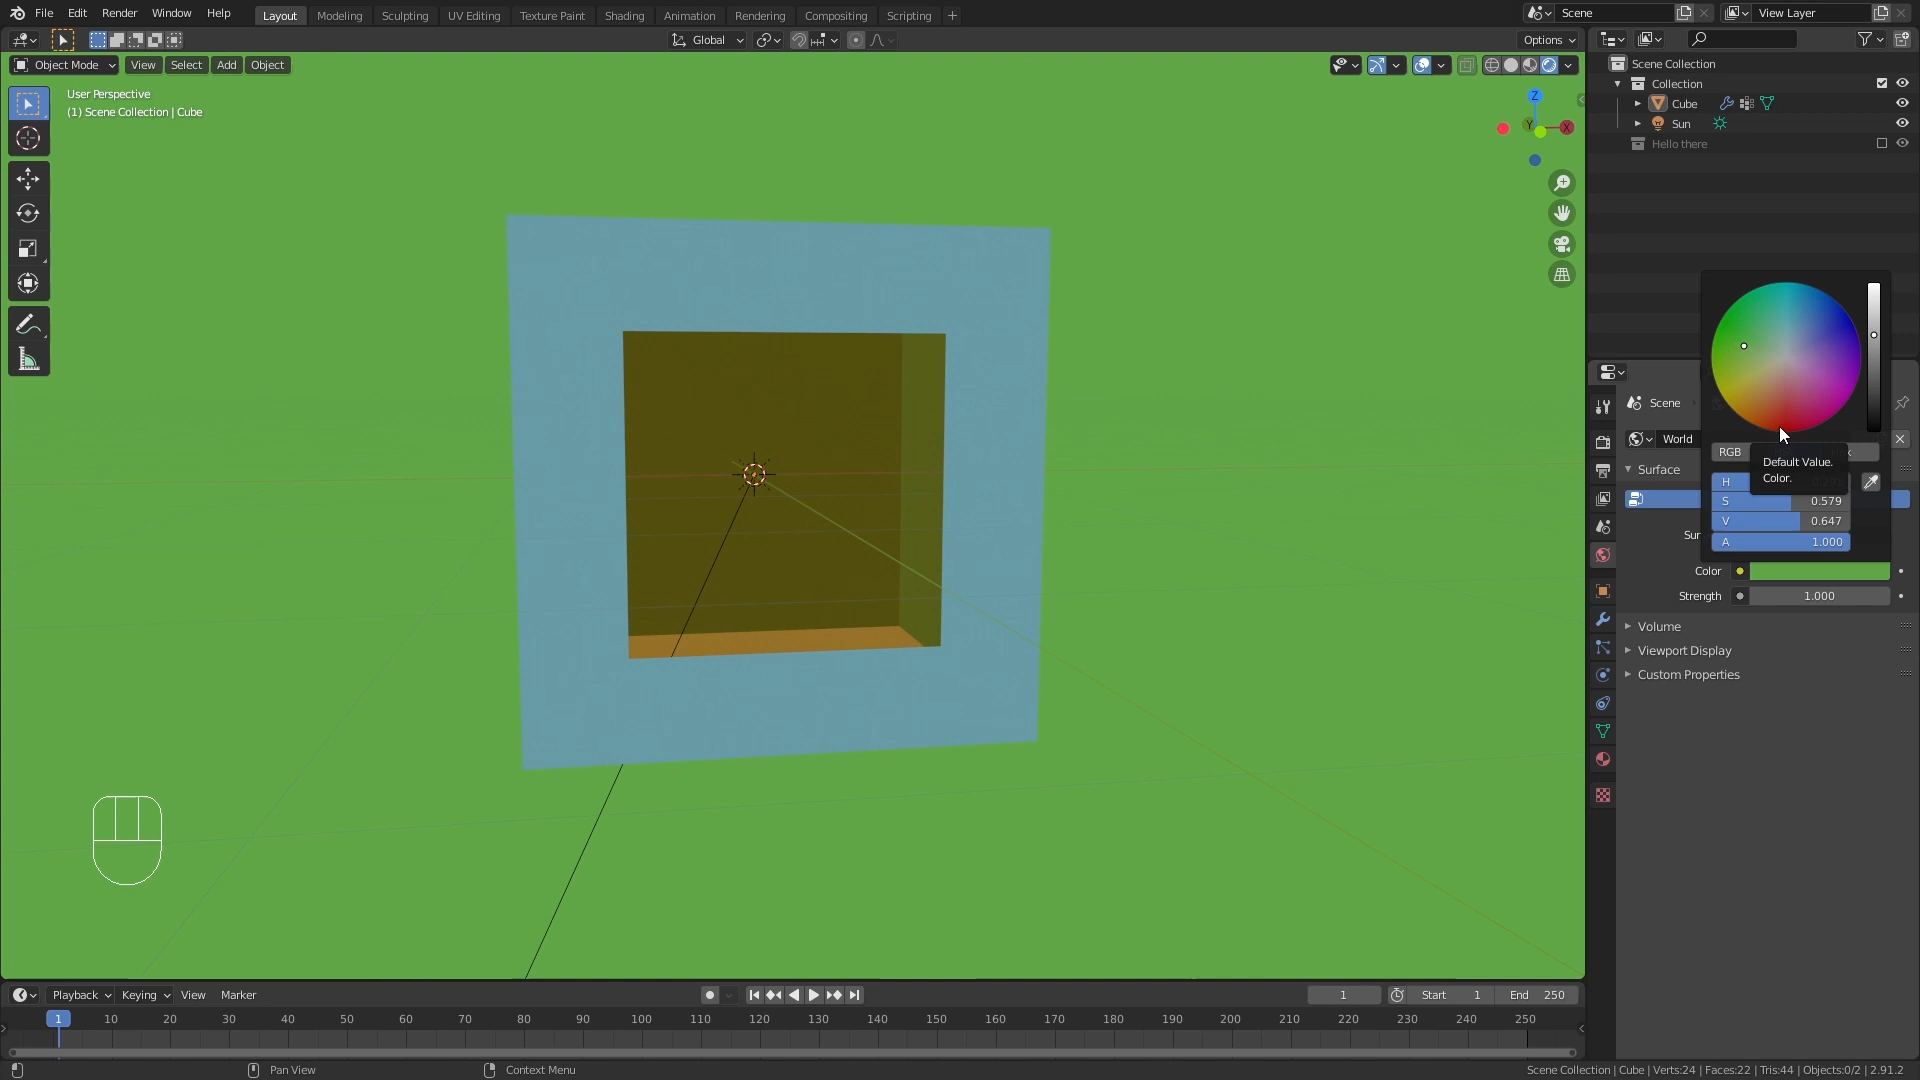 File Edit Render Window Help Layout Modeling Sculpting UV Editing Texture Paint Shading Animation Rendering Compositing Scripting Scene View Layer
Global Options
Object Mode View Select Add Object
User Perspective
(1) Scene Collection | Cube
Z
Y
X
Scene Collection
Collection
Cube
Sun
Hello there
Scene
World
RGB
Surface
Default Value.
Color.
H
S 0.579
V 0.647
A 1.000
Sur
Color
Strength 1.000
Volume
Viewport Display
Custom Properties
Playback Keying View Marker 1 Start 1 End 250
1 10 20 30 40 50 60 70 80 90 100 110 120 130 140 150 160 170 180 190 200 210 220 230 240 250
Pan View Context Menu Scene Collection | Cube | Verts:24 | Faces:22 | Tris:44 | Objects:0/2 | 2.91.2